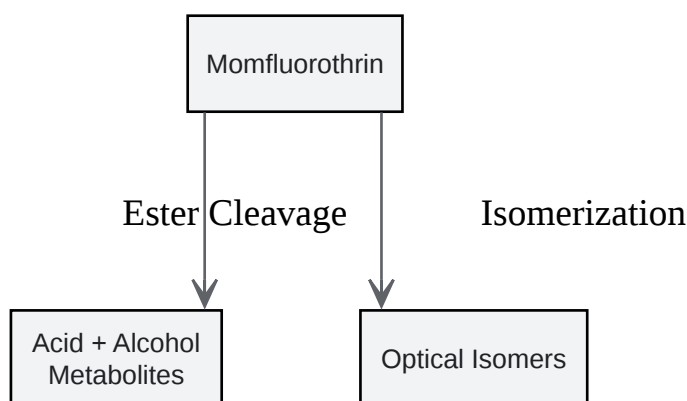 Momfluorothrin
Ester Cleavage
Isomerization
Acid + Alcohol
Metabolites
Optical Isomers